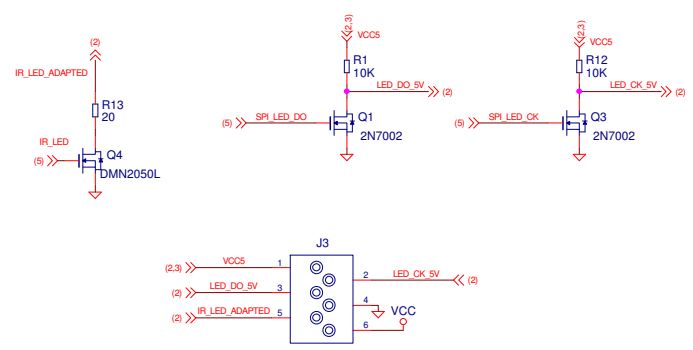 (2)
IR_LED_ADAPTED
R13
20
IR_LED
(5)
Q4
DMN2050L
(2,3)
VCC5
R1
10K
LED_DO_5V
(2)
SPI_LED_DO
(5)
Q1
2N7002
(2,3)
VCC5
R12
10K
LED_CK_5V
(2)
SPI_LED_CK
(5)
Q3
2N7002
J3
(2,3) VCC5 1
2 LED_CK_5V (2)
(2) LED_DO_5V 3
4
(2) IR_LED_ADAPTED 5
6 VCC